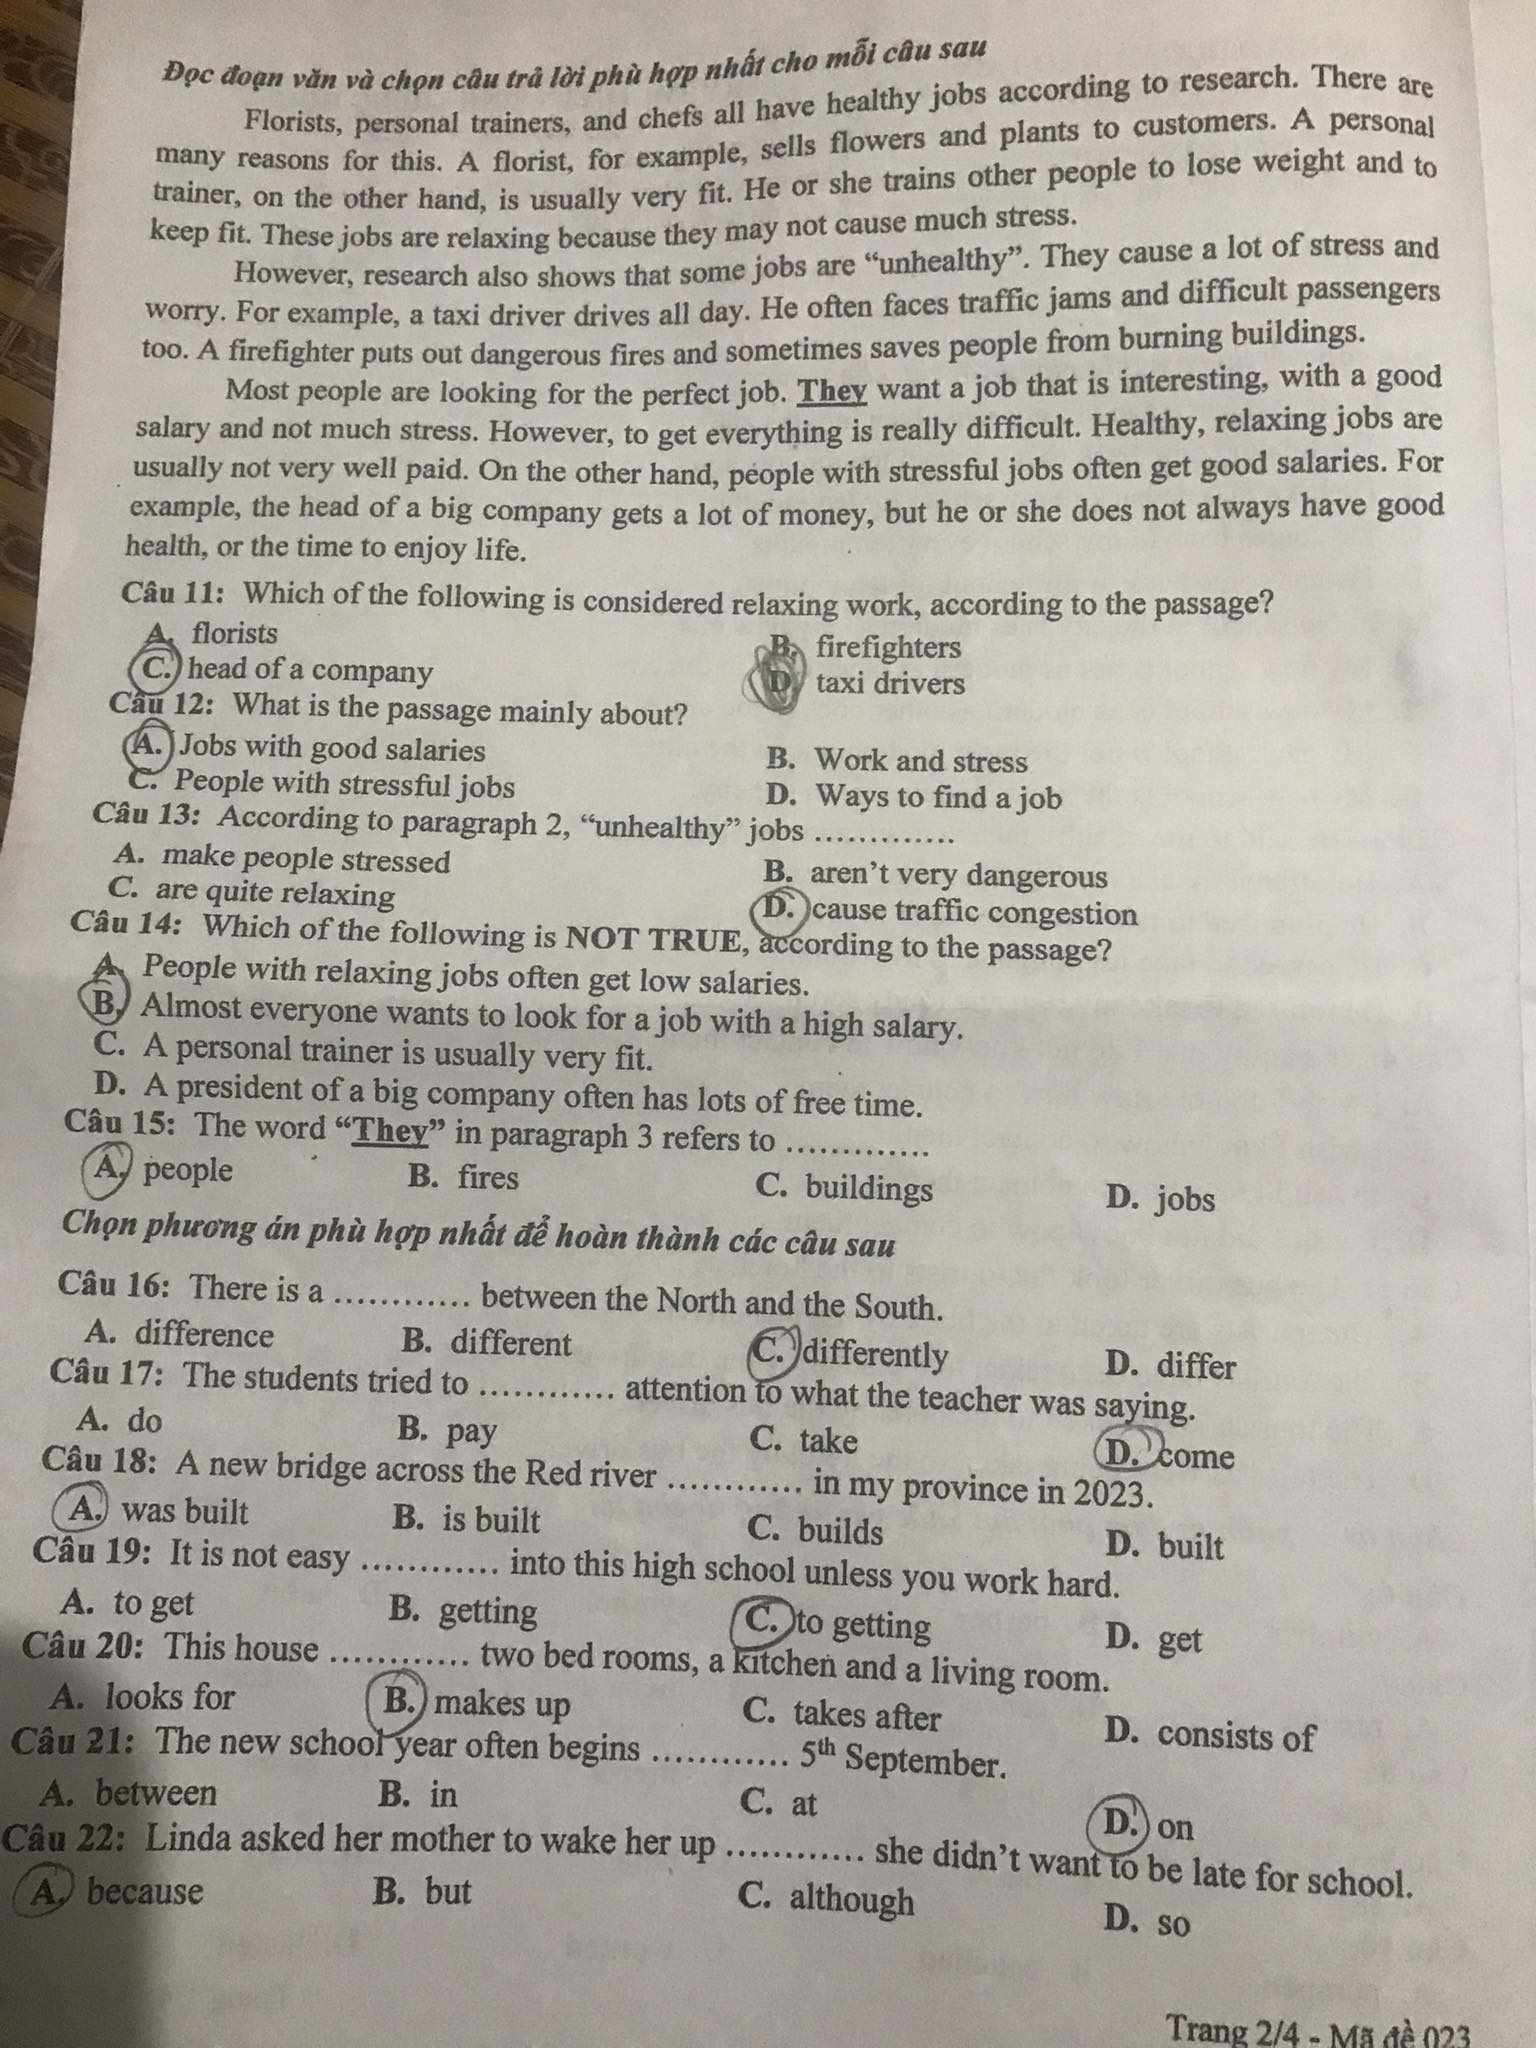 Đọc đoạn văn và chọn câu trả lời phù hợp nhất cho mỗi câu sau
Florists, personal trainers, and chefs all have healthy jobs according to research. There are
many reasons for this. A florist, for example, sells flowers and plants to customers. A personal
trainer, on the other hand, is usually very fit. He or she trains other people to lose weight and to
keep fit. These jobs are relaxing because they may not cause much stress.
However, research also shows that some jobs are “unhealthy”. They cause a lot of stress and
worry. For example, a taxi driver drives all day. He often faces traffic jams and difficult passengers
too. A firefighter puts out dangerous fires and sometimes saves people from burning buildings.
Most people are looking for the perfect job. They want a job that is interesting, with a good
salary and not much stress. However, to get everything is really difficult. Healthy, relaxing jobs are
usually not very well paid. On the other hand, people with stressful jobs often get good salaries. For
example, the head of a big company gets a lot of money, but he or she does not always have good
health, or the time to enjoy life.
Câu 11: Which of the following is considered relaxing work, according to the passage?
A. florists B. firefighters
C. head of a company D. taxi drivers
Câu 12: What is the passage mainly about?
A. Jobs with good salaries B. Work and stress
C. People with stressful jobs D. Ways to find a job
Câu 13: According to paragraph 2, “unhealthy” jobs .............
A. make people stressed B. aren’t very dangerous
C. are quite relaxing D. cause traffic congestion
Câu 14: Which of the following is NOT TRUE, according to the passage?
A. People with relaxing jobs often get low salaries.
B. Almost everyone wants to look for a job with a high salary.
C. A personal trainer is usually very fit.
D. A president of a big company often has lots of free time.
Câu 15: The word “They” in paragraph 3 refers to .............
A. people B. fires C. buildings D. jobs
Chọn phương án phù hợp nhất để hoàn thành các câu sau
Câu 16: There is a ............. between the North and the South.
A. difference B. different C. differently D. differ
Câu 17: The students tried to ............. attention to what the teacher was saying.
A. do B. pay C. take D. come
Câu 18: A new bridge across the Red river ............. in my province in 2023.
A. was built B. is built C. builds D. built
Câu 19: It is not easy ............. into this high school unless you work hard.
A. to get B. getting C. to getting D. get
Câu 20: This house ............. two bed rooms, a kitchen and a living room.
A. looks for B. makes up C. takes after D. consists of
Câu 21: The new school year often begins ............. 5th September.
A. between B. in C. at D. on
Câu 22: Linda asked her mother to wake her up ............. she didn’t want to be late for school.
A. because B. but C. although D. so
Trang 2/4 - Mã đề 023